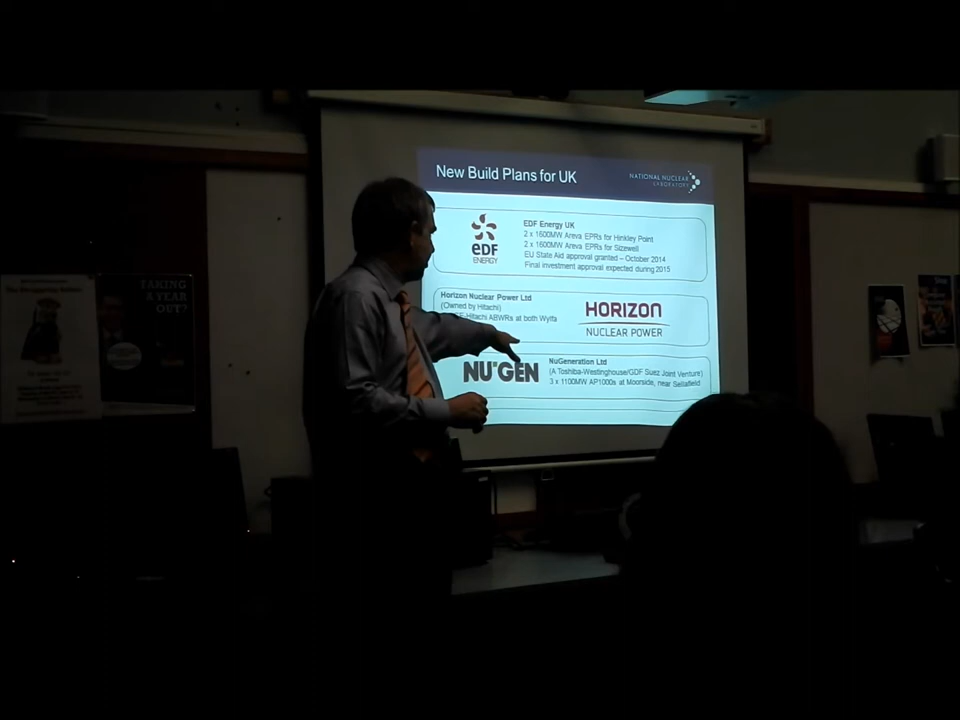 New Build Plans for UK
NATIONAL NUCLEAR
LABORATORY
EDF Energy UK
2 x 1600MW Areva EPRs for Hinkley Point
2 x 1600MW Areva EPRs for Sizewell
EU State Aid approval granted – October 2014
Final investment approval expected during 2015
eDF
ENERGY
Horizon Nuclear Power Ltd
(Owned by Hitachi)
-Hitachi ABWRs at both Wylfa
HORIZON
NUCLEAR POWER
NU GEN
NuGeneration Ltd
(A Toshiba-Westinghouse/GDF Suez Joint Venture)
3 x 1100MW AP1000s at Moorside, near Sellafield
TAKING
A YEAR
OUT?